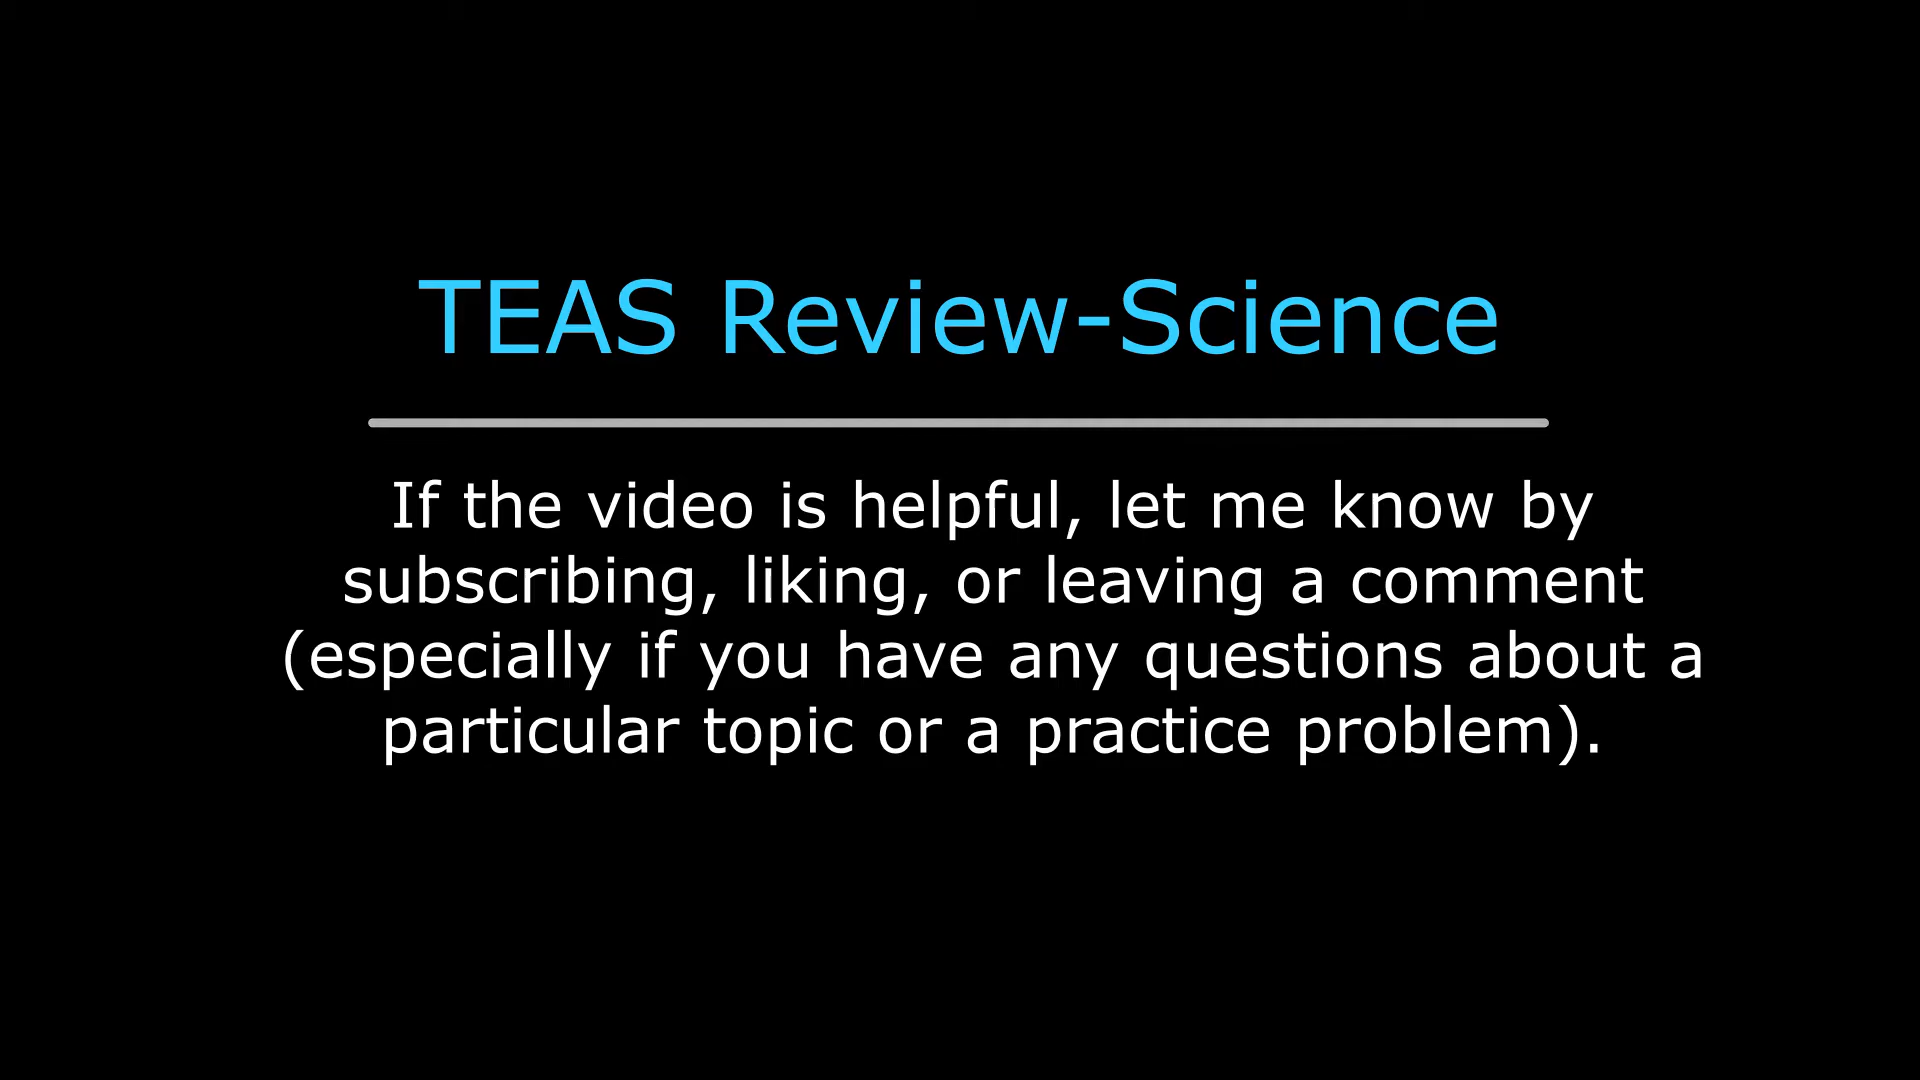 TEAS Review-Science
If the video is helpful, let me know by
subscribing, liking, or leaving a comment
(especially if you have any questions about a
particular topic or a practice problem).